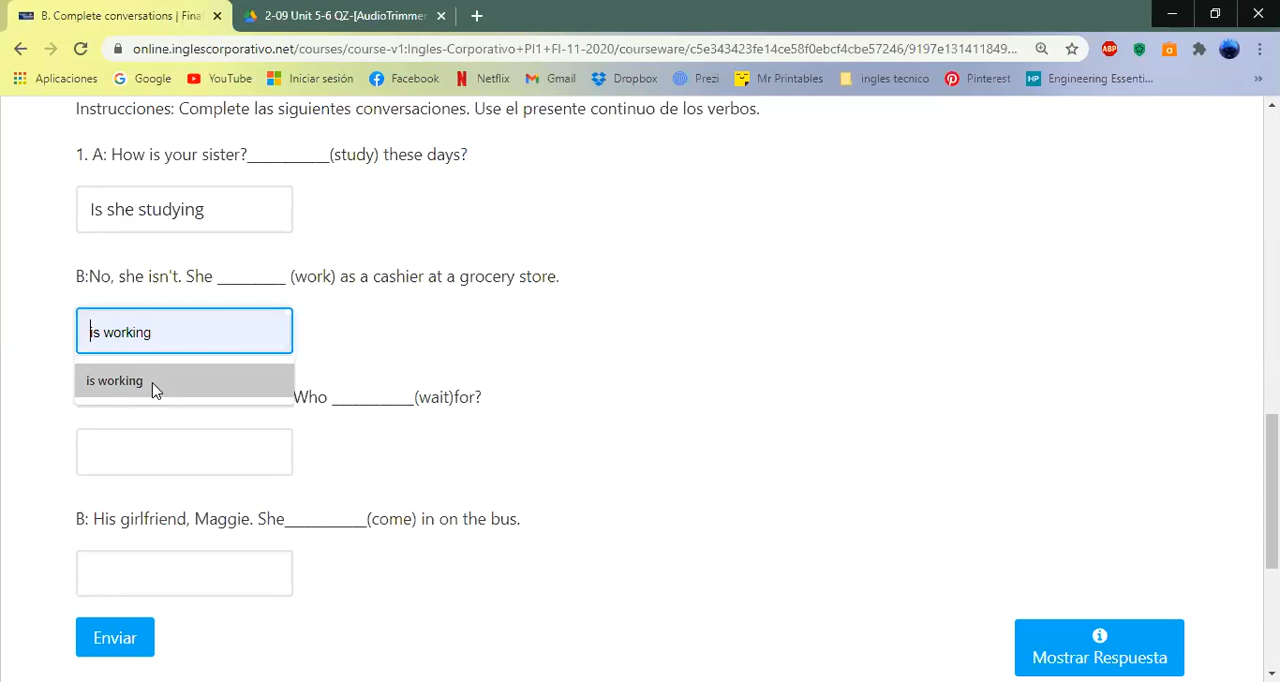 B. Complete conversations | Fina
2-09 Unit 5-6 QZ-[AudioTrimmer
online.inglescorporativo.net/courses/course-v1:Ingles-Corporativo+PI1+FI-11-2020/courseware/c5e343423fe14ce58f0ebcf4cbe57246/9197e131411849...
ABP
Aplicaciones Google YouTube Iniciar sesión Facebook Netflix Gmail Dropbox Prezi Mr Printables ingles tecnico Pinterest HP Engineering Essenti... »
Instrucciones: Complete las siguientes conversaciones. Use el presente continuo de los verbos.
1. A: How is your sister?__________(study) these days?
Is she studying
B:No, she isn't. She ________ (work) as a cashier at a grocery store.
is working
is working
Who __________(wait)for?
B: His girlfriend, Maggie. She__________(come) in on the bus.
Enviar
Mostrar Respuesta